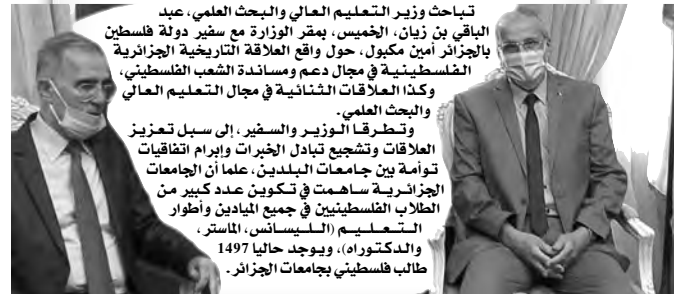 تباحث وزير التعليم العالي والبحث العلمي، عبد
الباقي بن زيان، الخميس، بمقر الوزارة مع سفير دولة فلسطين
بالجزائر أمين مكبول، حول واقع العلاقة التاريخية الجزائرية
الفلسطينية في مجال دعم ومساندة الشعب الفلسطيني،
وكذا العلاقات الثنائية في مجال التعليم العالي
والبحث العلمي.
وتطرقا الوزير والسفير، إلى سبل تعزيز
العلاقات وتشجيع تبادل الخبرات وإبرام اتفاقيات
توأمة بين جامعات البلدين، علما أن الجامعات
الجزائرية ساهمت في تكوين عدد كبير من
الطلاب الفلسطينيين في جميع الميادين وأطوار
التعليم (الليسانس، الماستر،
والدكتوراه)، ويوجد حاليا 1497
طالب فلسطيني بجامعات الجزائر.